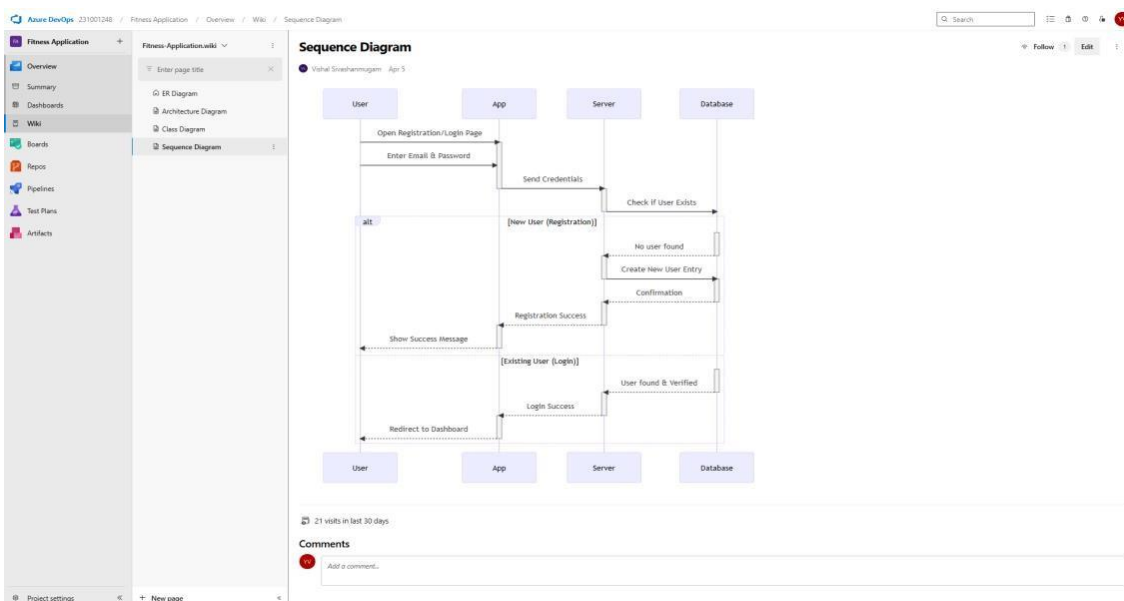 Azure DevOps 231001248 / Fitness Application / Overview / Wiki / Sequence Diagram
Search
YV
FA Fitness Application +
Overview
Summary
Dashboards
Wiki
Boards
Repos
Pipelines
Test Plans
Artifacts
Project settings
Fitness-Application.wiki
Enter page title
ER Diagram
Architecture Diagram
Class Diagram
Sequence Diagram
+ New page
Sequence Diagram
Follow 1 Edit
Vishal Sivashanmugam Apr 5
User App Server Database
Open Registration/Login Page
Enter Email & Password
Send Credentials
Check if User Exists
alt [New User (Registration)]
No user found
Create New User Entry
Confirmation
Registration Success
Show Success Message
[Existing User (Login)]
User found & Verified
Login Success
Redirect to Dashboard
User App Server Database
21 visits in last 30 days
Comments
YV
Add a comment...